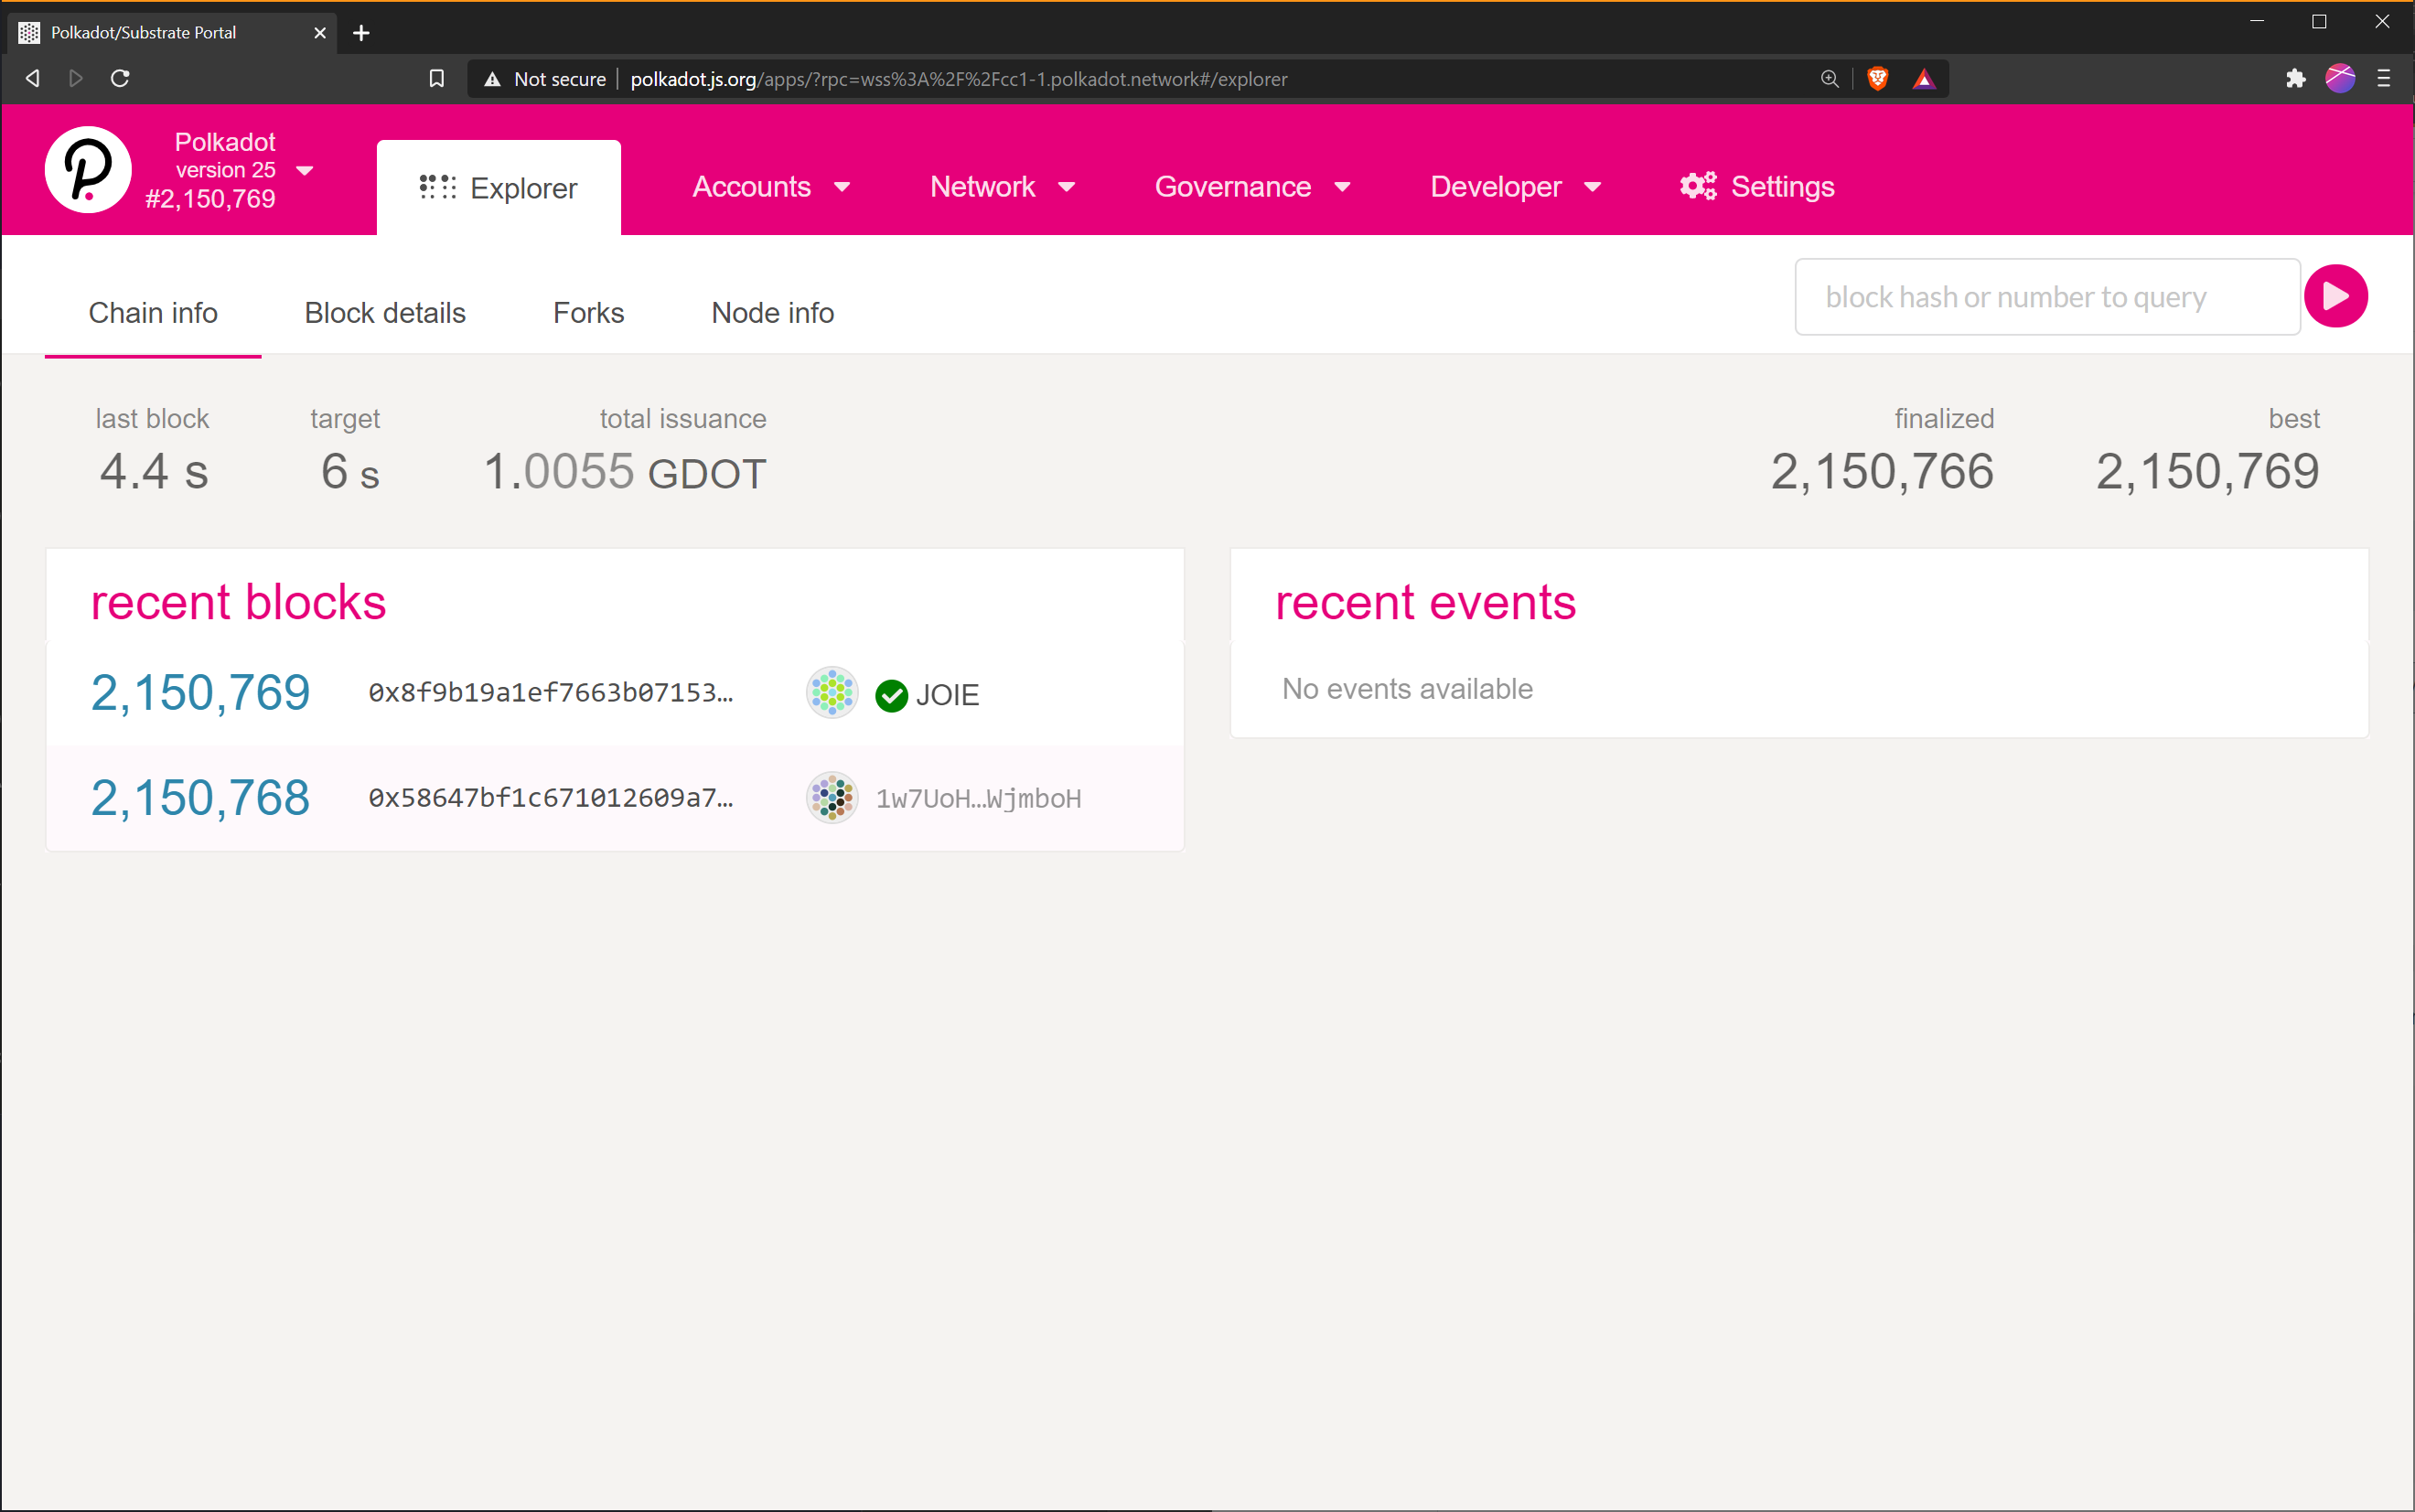 Polkadot/Substrate Portal
Not secure | polkadot.js.org/apps/?rpc=wss%3A%2F%2Fcc1-1.polkadot.network#/explorer
Polkadot
version 25
#2,150,769
Explorer
Accounts
Network
Governance
Developer
Settings
Chain info
Block details
Forks
Node info
block hash or number to query
last block
4.4 s
target
6 s
total issuance
1.0055 GDOT
finalized
2,150,766
best
2,150,769
recent blocks
2,150,769 0x8f9b19a1ef7663b07153… JOIE
2,150,768 0x58647bf1c671012609a7… 1w7UoH…WjmboH
recent events
No events available